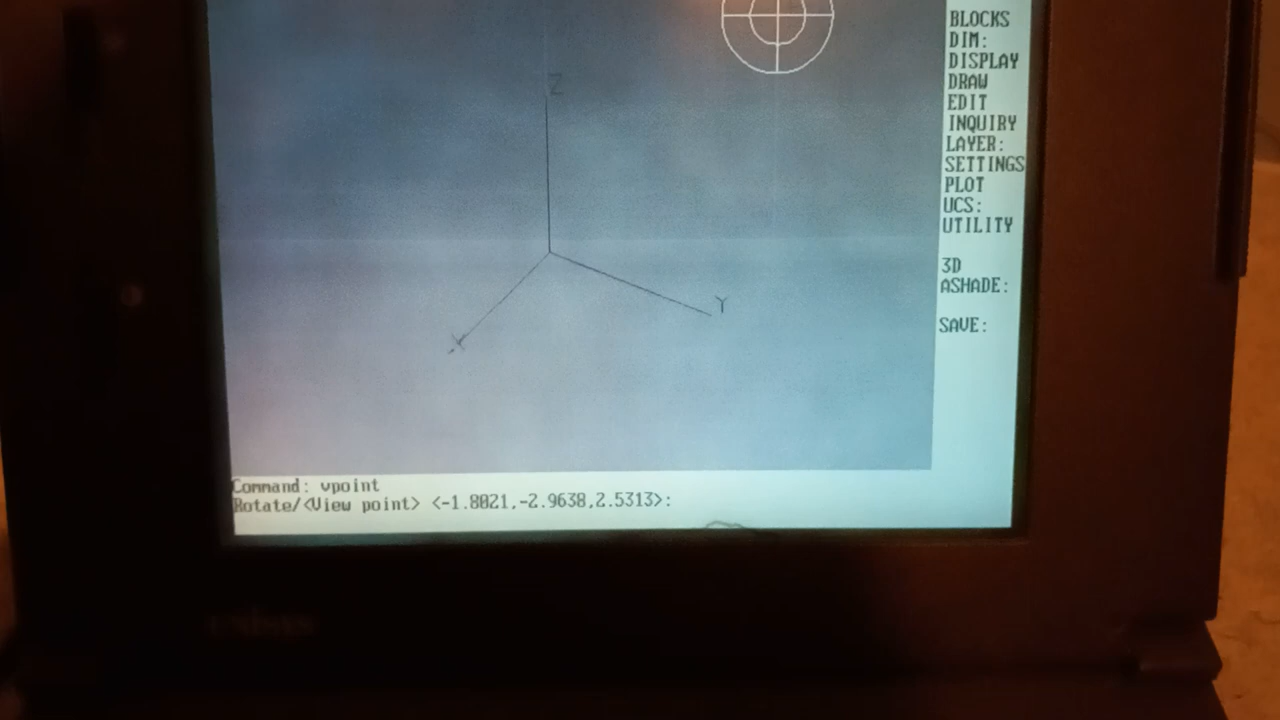 BLOCKS
DIM:
DISPLAY
DRAW
EDIT
INQUIRY
LAYER:
SETTINGS
PLOT
UCS:
UTILITY
3D
ASHADE:
SAVE:
Z
Y
X
Command: vpoint
Rotate/<View point> <-1.8021,-2.9638,2.5313>:
unisys